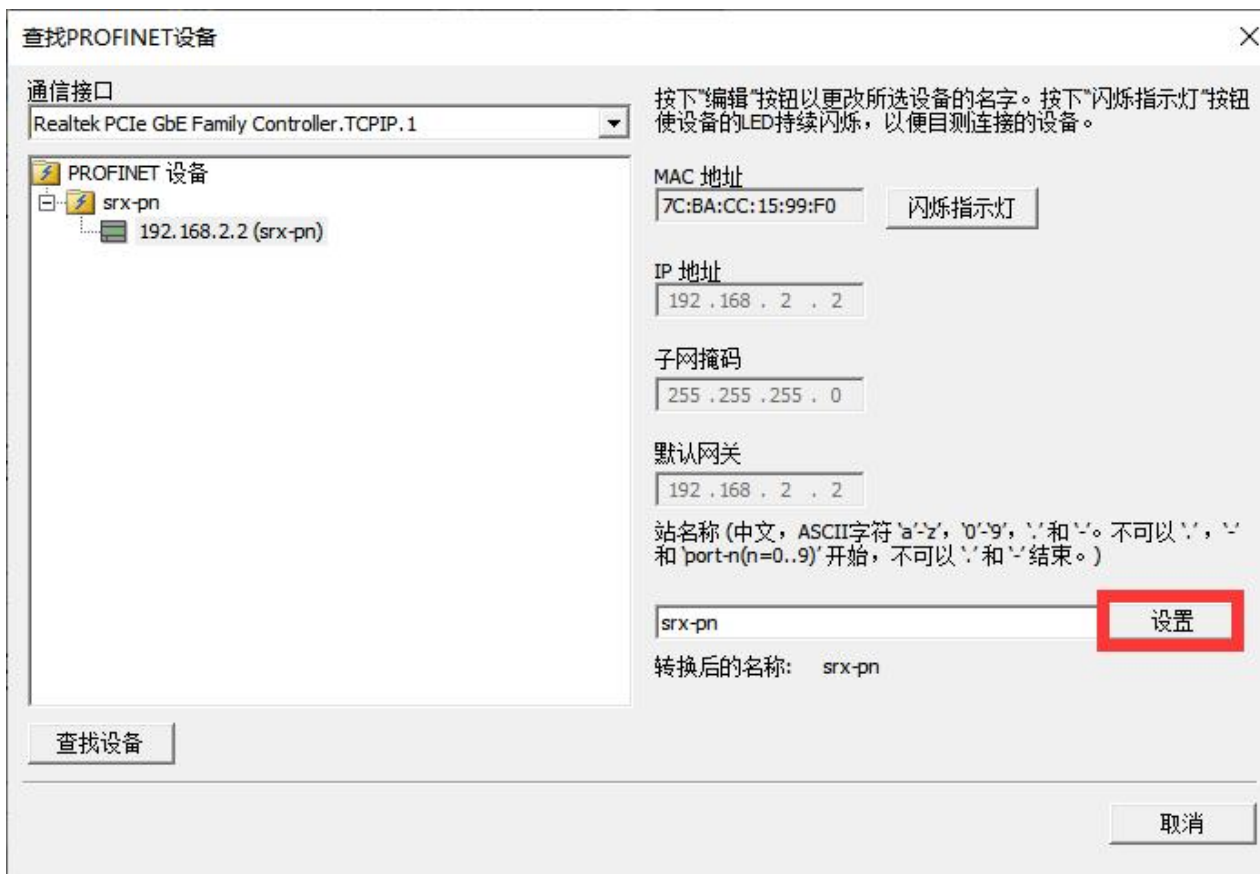 查找PROFINET设备
通信接口
Realtek PCIe GbE Family Controller.TCPIP.1
PROFINET 设备
srx-pn
192.168.2.2 (srx-pn)
查找设备
按下"编辑"按钮以更改所选设备的名字。按下"闪烁指示灯"按钮
使设备的LED持续闪烁，以便目测连接的设备。
MAC 地址
7C:BA:CC:15:99:F0
闪烁指示灯
IP 地址
192 .168 . 2 . 2
子网掩码
255 .255 .255 . 0
默认网关
192 .168 . 2 . 2
站名称 (中文，ASCII字符 'a'-'z'，'0'-'9'，'.' 和 '-'。不可以 '.'，'-'
和 'port-n(n=0..9)' 开始，不可以 '.' 和 '-' 结束。)
srx-pn
设置
转换后的名称: srx-pn
取消